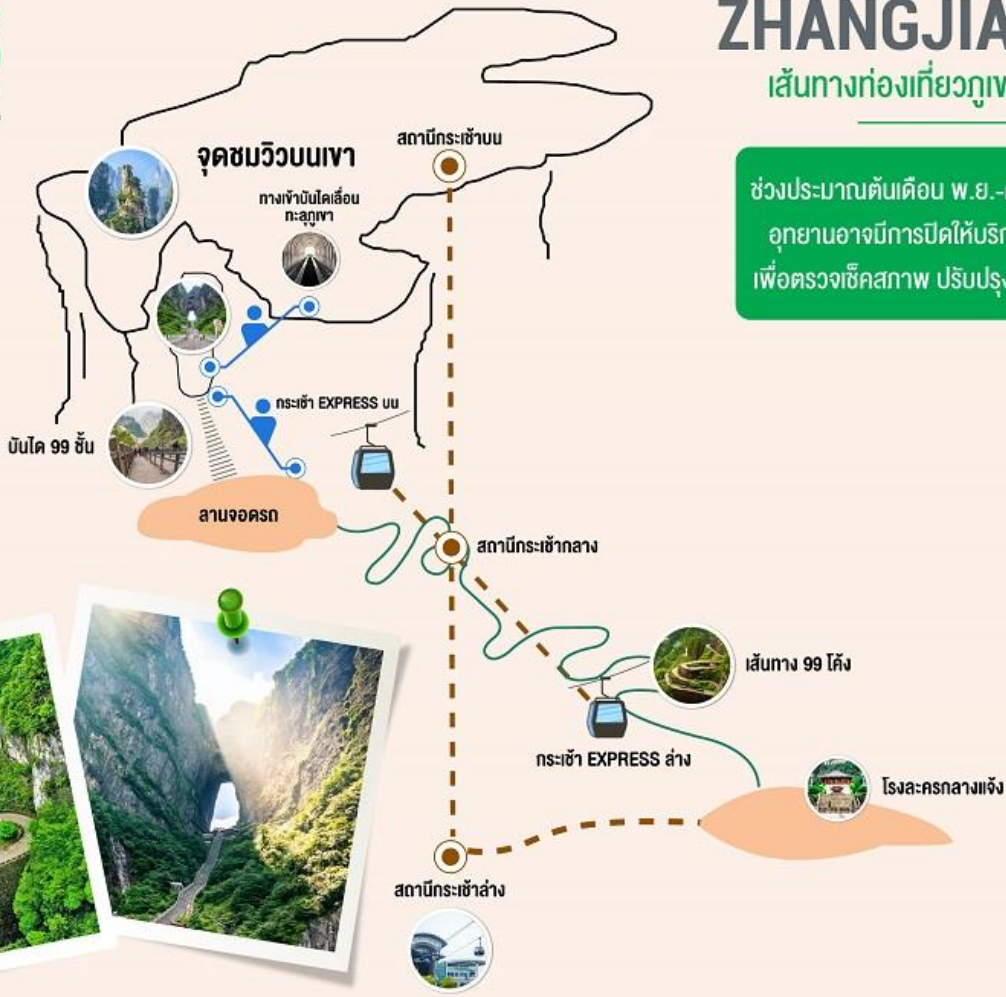 ZHANGJIA
เส้นทางท่องเที่ยวภูเข
ช่วงประมาณต้นเดือน พ.ย.-
อุทยานอาจมีการปิดให้บริก
เพื่อตรวจเช็คสภาพ ปรับปรุง
สถานีกระเช้าบน
จุดชมวิวบนเขา
ทางเข้าบันไดเลื่อน
ทะลุภูเขา
กระเช้า EXPRESS บน
บันได 99 ชั้น
ลานจอดรถ
สถานีกระเช้ากลาง
เส้นทาง 99 โค้ง
กระเช้า EXPRESS ล่าง
โรงละครกลางแจ้ง
สถานีกระเช้าล่าง